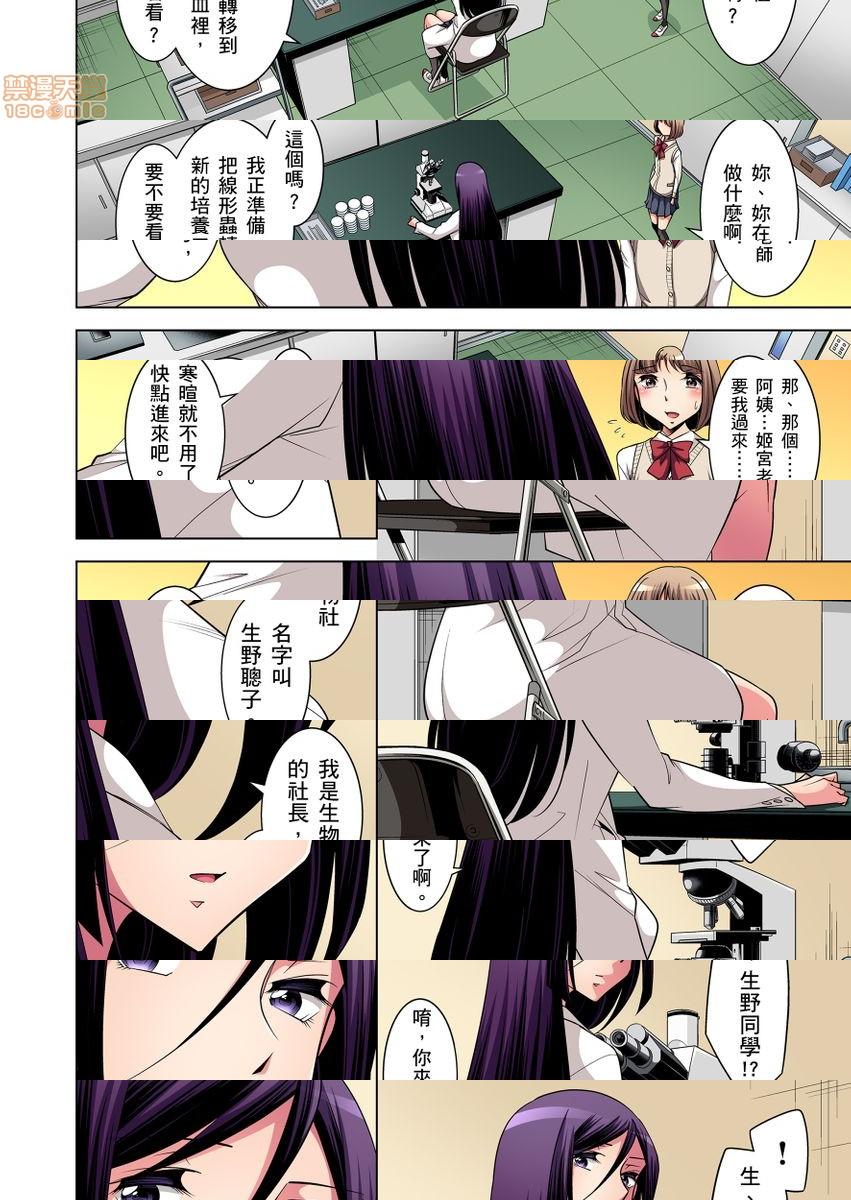 轉移到
皿裡，
看？
禁漫天堂
18comic
妳、妳在
做什麼啊
這個嗎？
我正準備
把線形蟲
新的培養
要不要看
那、那個……
阿姨…姬宮老
要我過來……
寒暄就不用了
快點進來吧。
物社
名字叫
生野聰子。
我是生物
的社長，
來了啊。
生野同學!?
唷，你來
！
生、